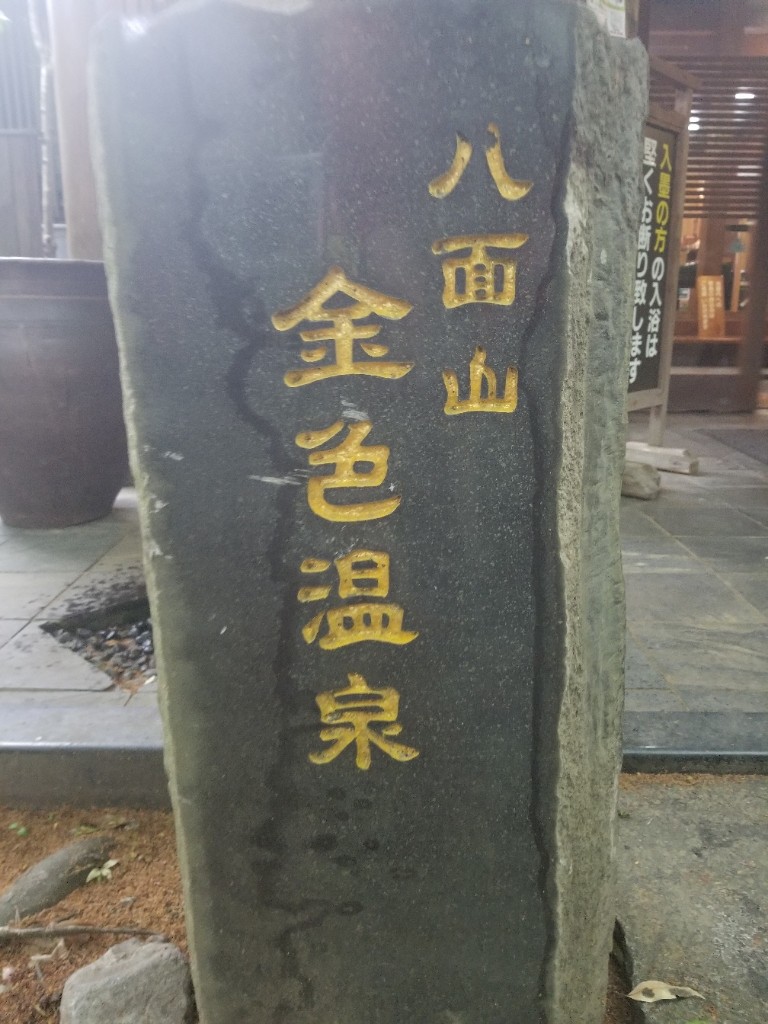 八面山
金色温泉
入墨の方の入浴は
堅くお断り致します